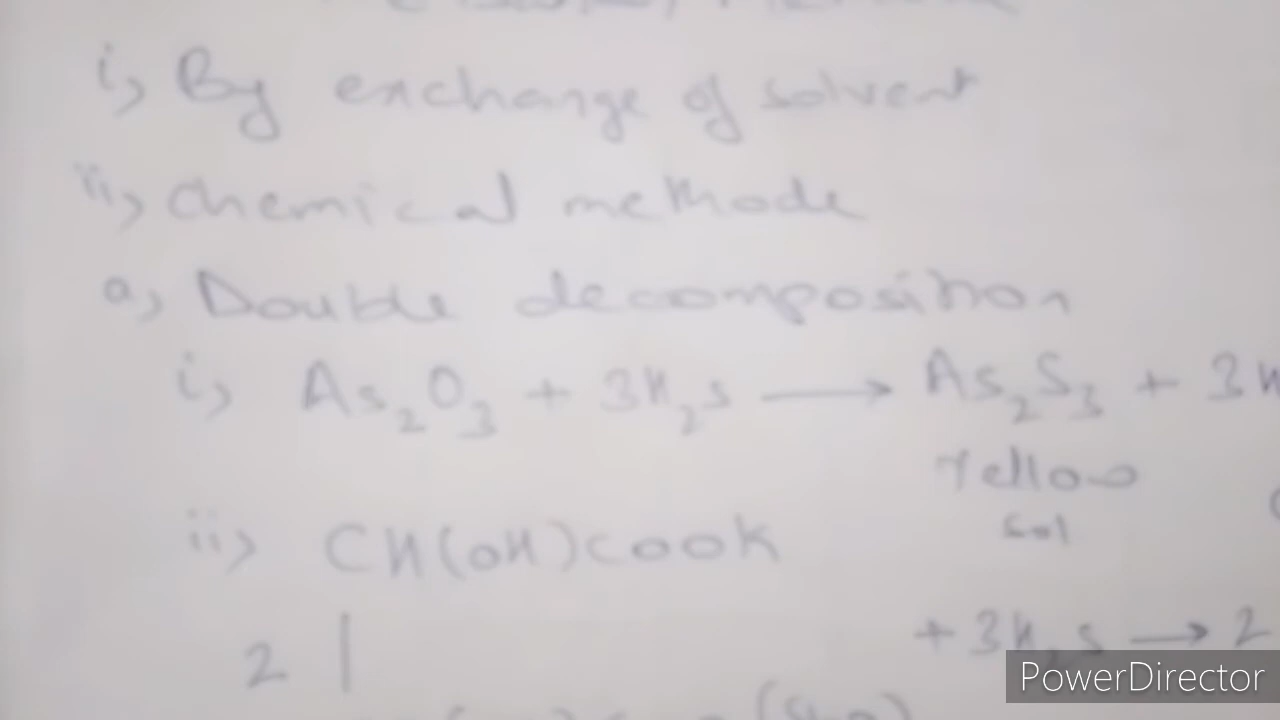 i) By exchange of solvent
ii) Chemical methode
a) Double decomposition
i) As₂O₃ + 3H₂S ⟶ As₂S₃ + 3H
Yellow
sol
ii) CH(OH)COOK
2 |
+ 3H₂S → 2
PowerDirector